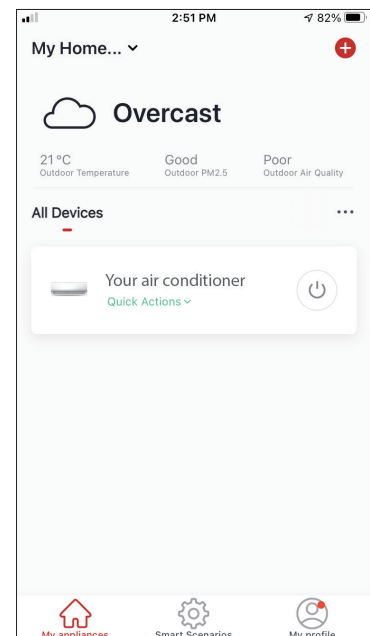 2:51 PM
82%
My Home...
Overcast
21 °C
Good
Poor
Outdoor Temperature
Outdoor PM2.5
Outdoor Air Quality
All Devices
Your air conditioner
Quick Actions
My appliances
Smart Scenarios
My profile